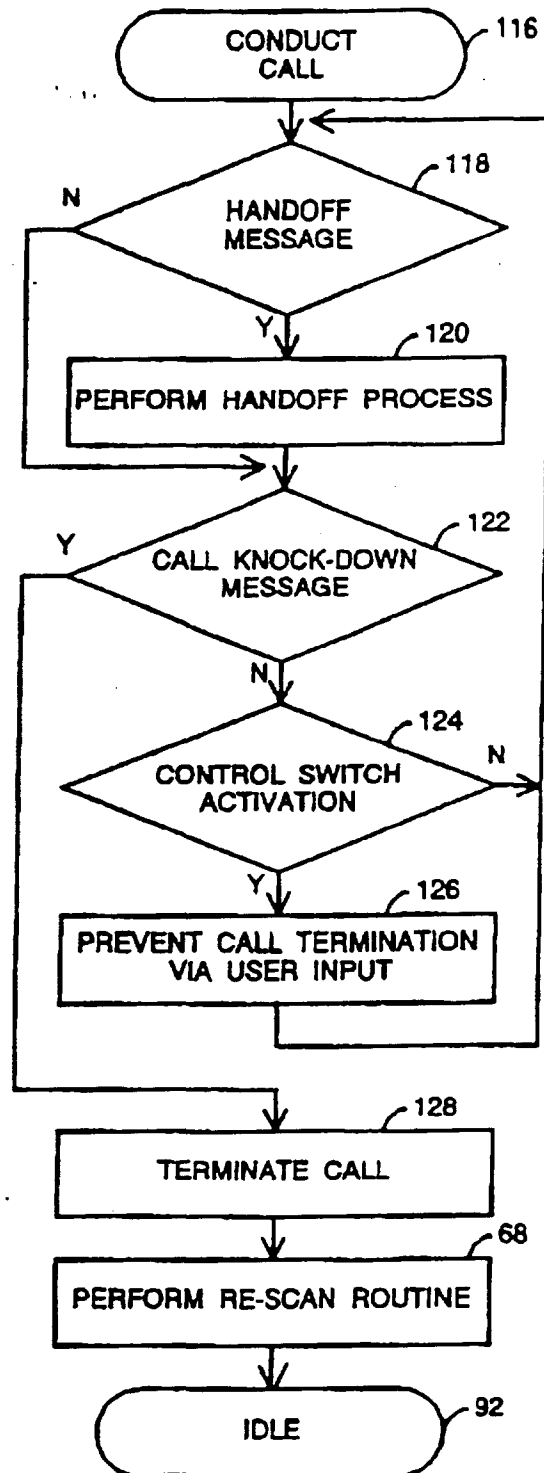 CONDUCT
CALL
116
118
N
HANDOFF
MESSAGE
Y
120
PERFORM HANDOFF PROCESS
122
Y
CALL KNOCK-DOWN
MESSAGE
N
124
N
CONTROL SWITCH
ACTIVATION
Y
126
PREVENT CALL TERMINATION
VIA USER INPUT
128
TERMINATE CALL
68
PERFORM RE-SCAN ROUTINE
92
IDLE